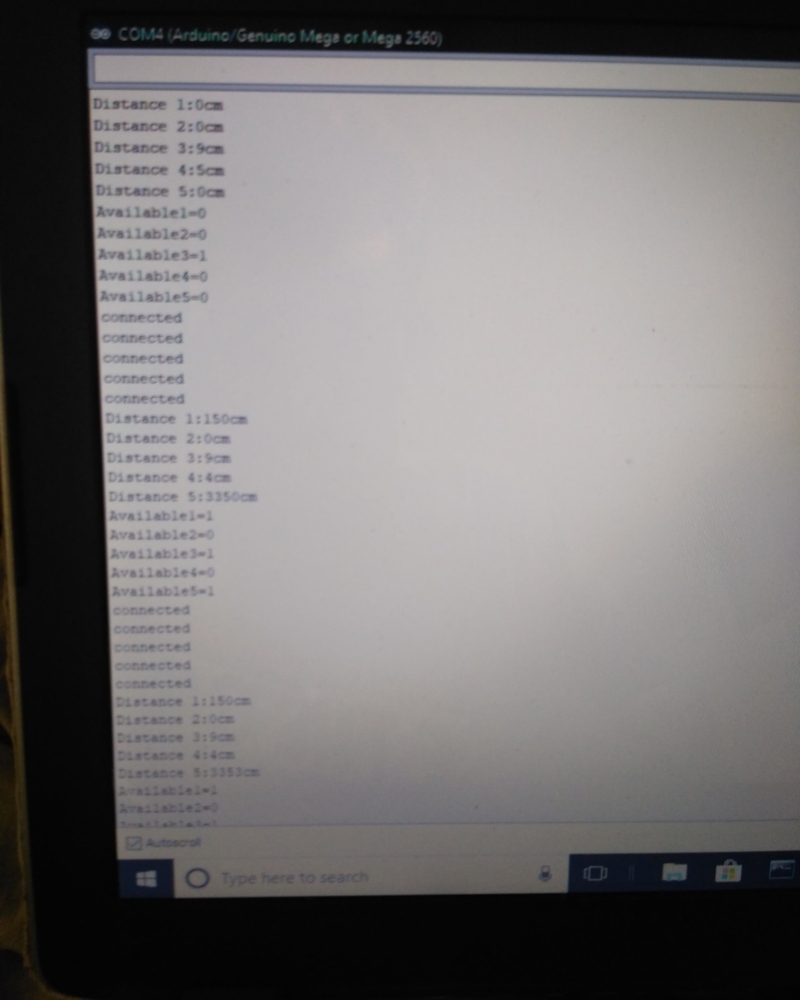 COM4 (Arduino/Genuino Mega or Mega 2560)
Distance 1:0cm
Distance 2:0cm
Distance 3:9cm
Distance 4:5cm
Distance 5:0cm
Available1=0
Available2=0
Available3=1
Available4=0
Available5=0
connected
connected
connected
connected
connected
Distance 1:150cm
Distance 2:0cm
Distance 3:9cm
Distance 4:4cm
Distance 5:3350cm
Available1=1
Available2=0
Available3=1
Available4=0
Available5=1
connected
connected
connected
connected
connected
Distance 1:150cm
Distance 2:0cm
Distance 3:9cm
Distance 4:4cm
Distance 5:3353cm
Available1=1
Available2=0
Available3=1
Autoscroll
Type here to search